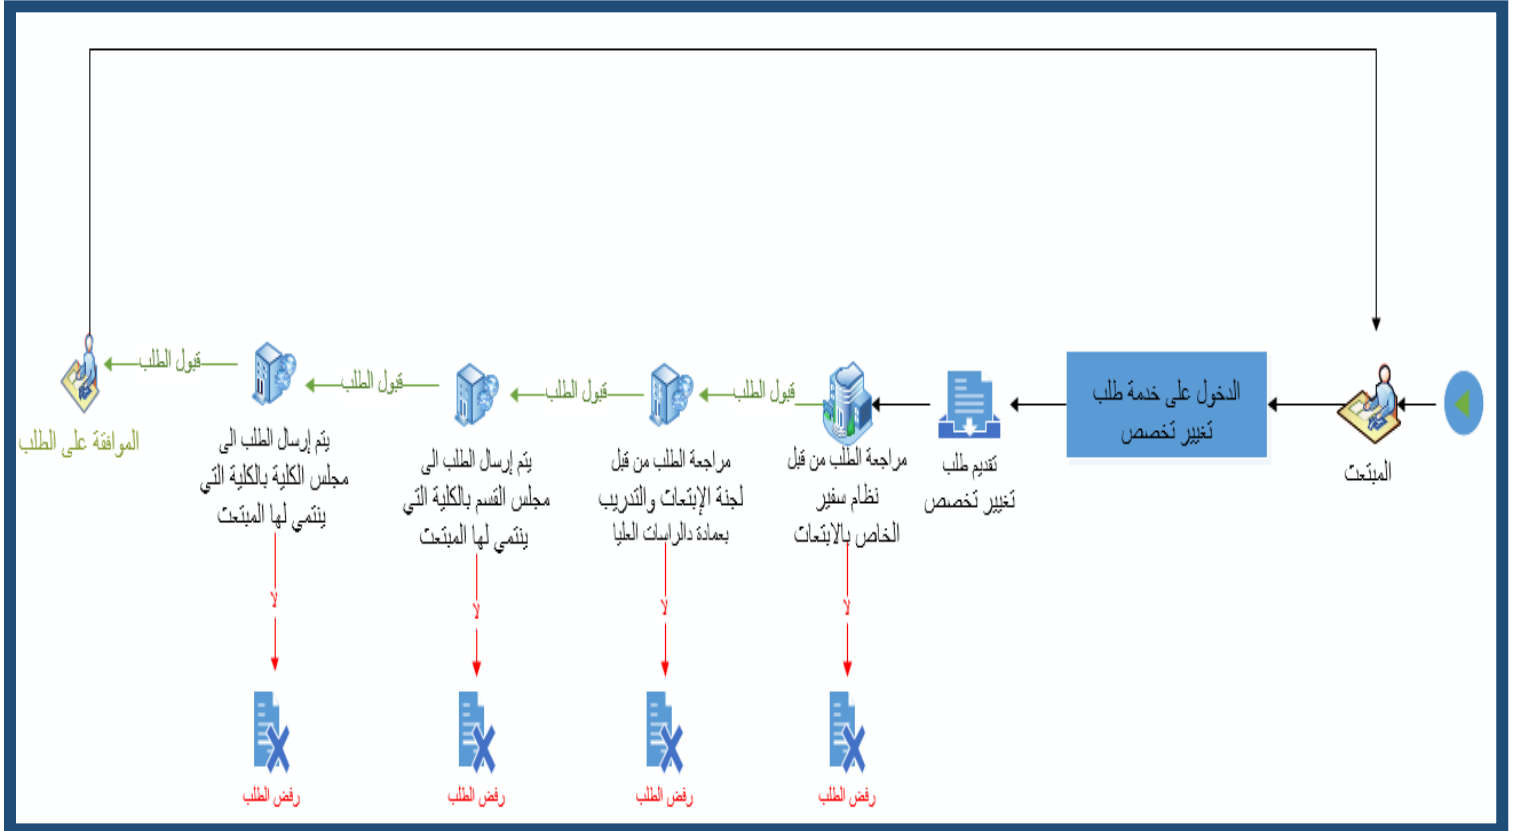 المبتعث
الدخول على خدمة طلب
تغيير تخصص
تقديم طلب
تغيير تخصص
مراجعة الطلب من قبل
نظام سفير
الخاص بالابتعاث
لا
رفض الطلب
قبول الطلب
مراجعة الطلب من قبل
لجنة الإبتعاث والتدريب
بعمادة دالراسات العليا
لا
رفض الطلب
قبول الطلب
يتم إرسال الطلب الى
مجلس القسم بالكلية التي
ينتمي لها المبتعث
لا
رفض الطلب
قبول الطلب
يتم إرسال الطلب الى
مجلس الكلية بالكلية التي
ينتمي لها المبتعث
لا
رفض الطلب
قبول الطلب
الموافقة على الطلب